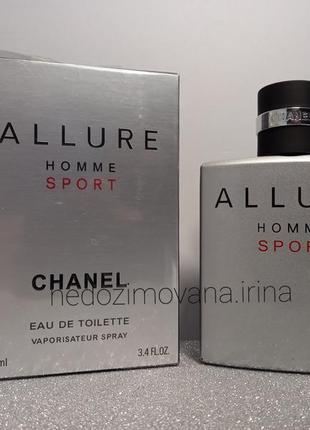 ALLURE
HOMME
SPORT
CHANEL
EAU DE TOILETTE
VAPORISATEUR SPRAY
ml 3.4 FL.OZ.
CHANEL
ALLU
HOMM
SPOR
nedozimovana.irina